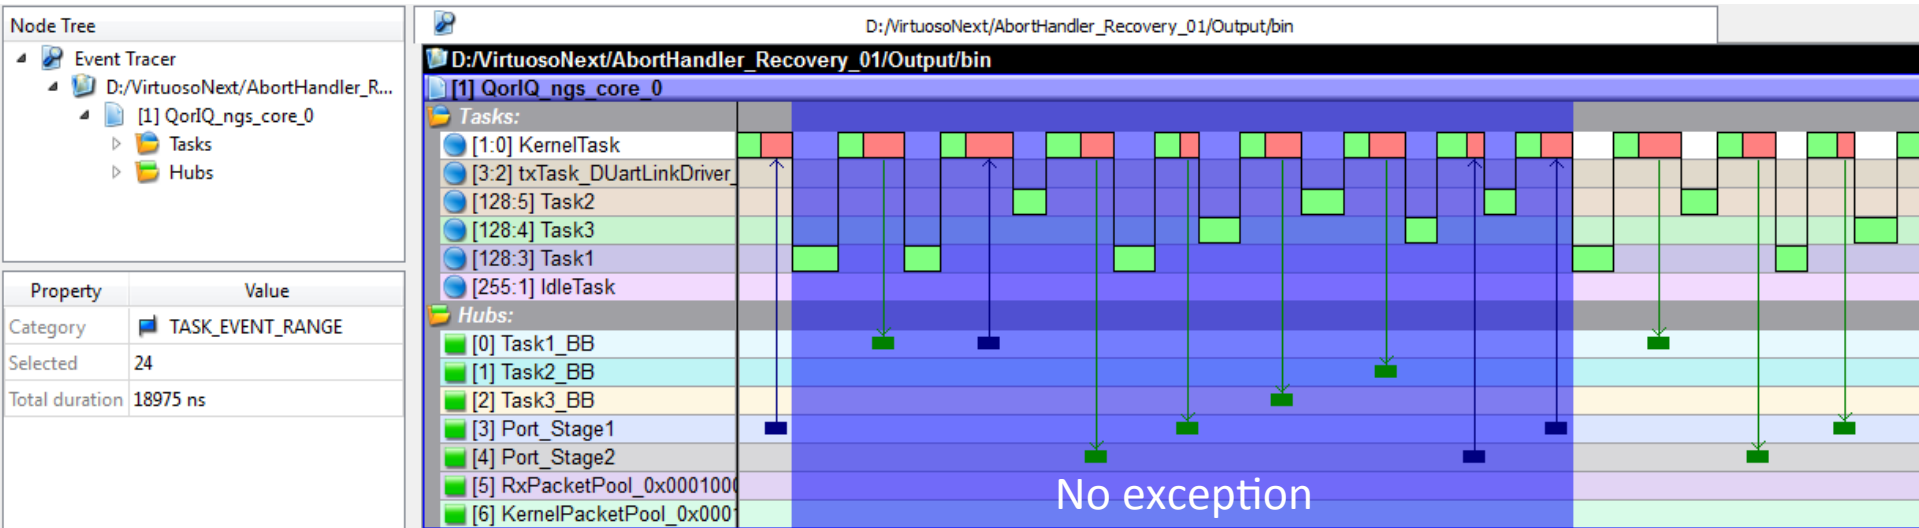 Node Tree
Event Tracer
D:/VirtuosoNext/AbortHandler_R...
[1] QorIQ_ngs_core_0
Tasks
Hubs
Property Value
Category TASK_EVENT_RANGE
Selected 24
Total duration 18975 ns
D:/VirtuosoNext/AbortHandler_Recovery_01/Output/bin
D:/VirtuosoNext/AbortHandler_Recovery_01/Output/bin
[1] QorIQ_ngs_core_0
Tasks:
[1:0] KernelTask
[3:2] txTask_DUartLinkDriver_
[128:5] Task2
[128:4] Task3
[128:3] Task1
[255:1] IdleTask
Hubs:
[0] Task1_BB
[1] Task2_BB
[2] Task3_BB
[3] Port_Stage1
[4] Port_Stage2
[5] RxPacketPool_0x0001000
[6] KernelPacketPool_0x0001
No exception